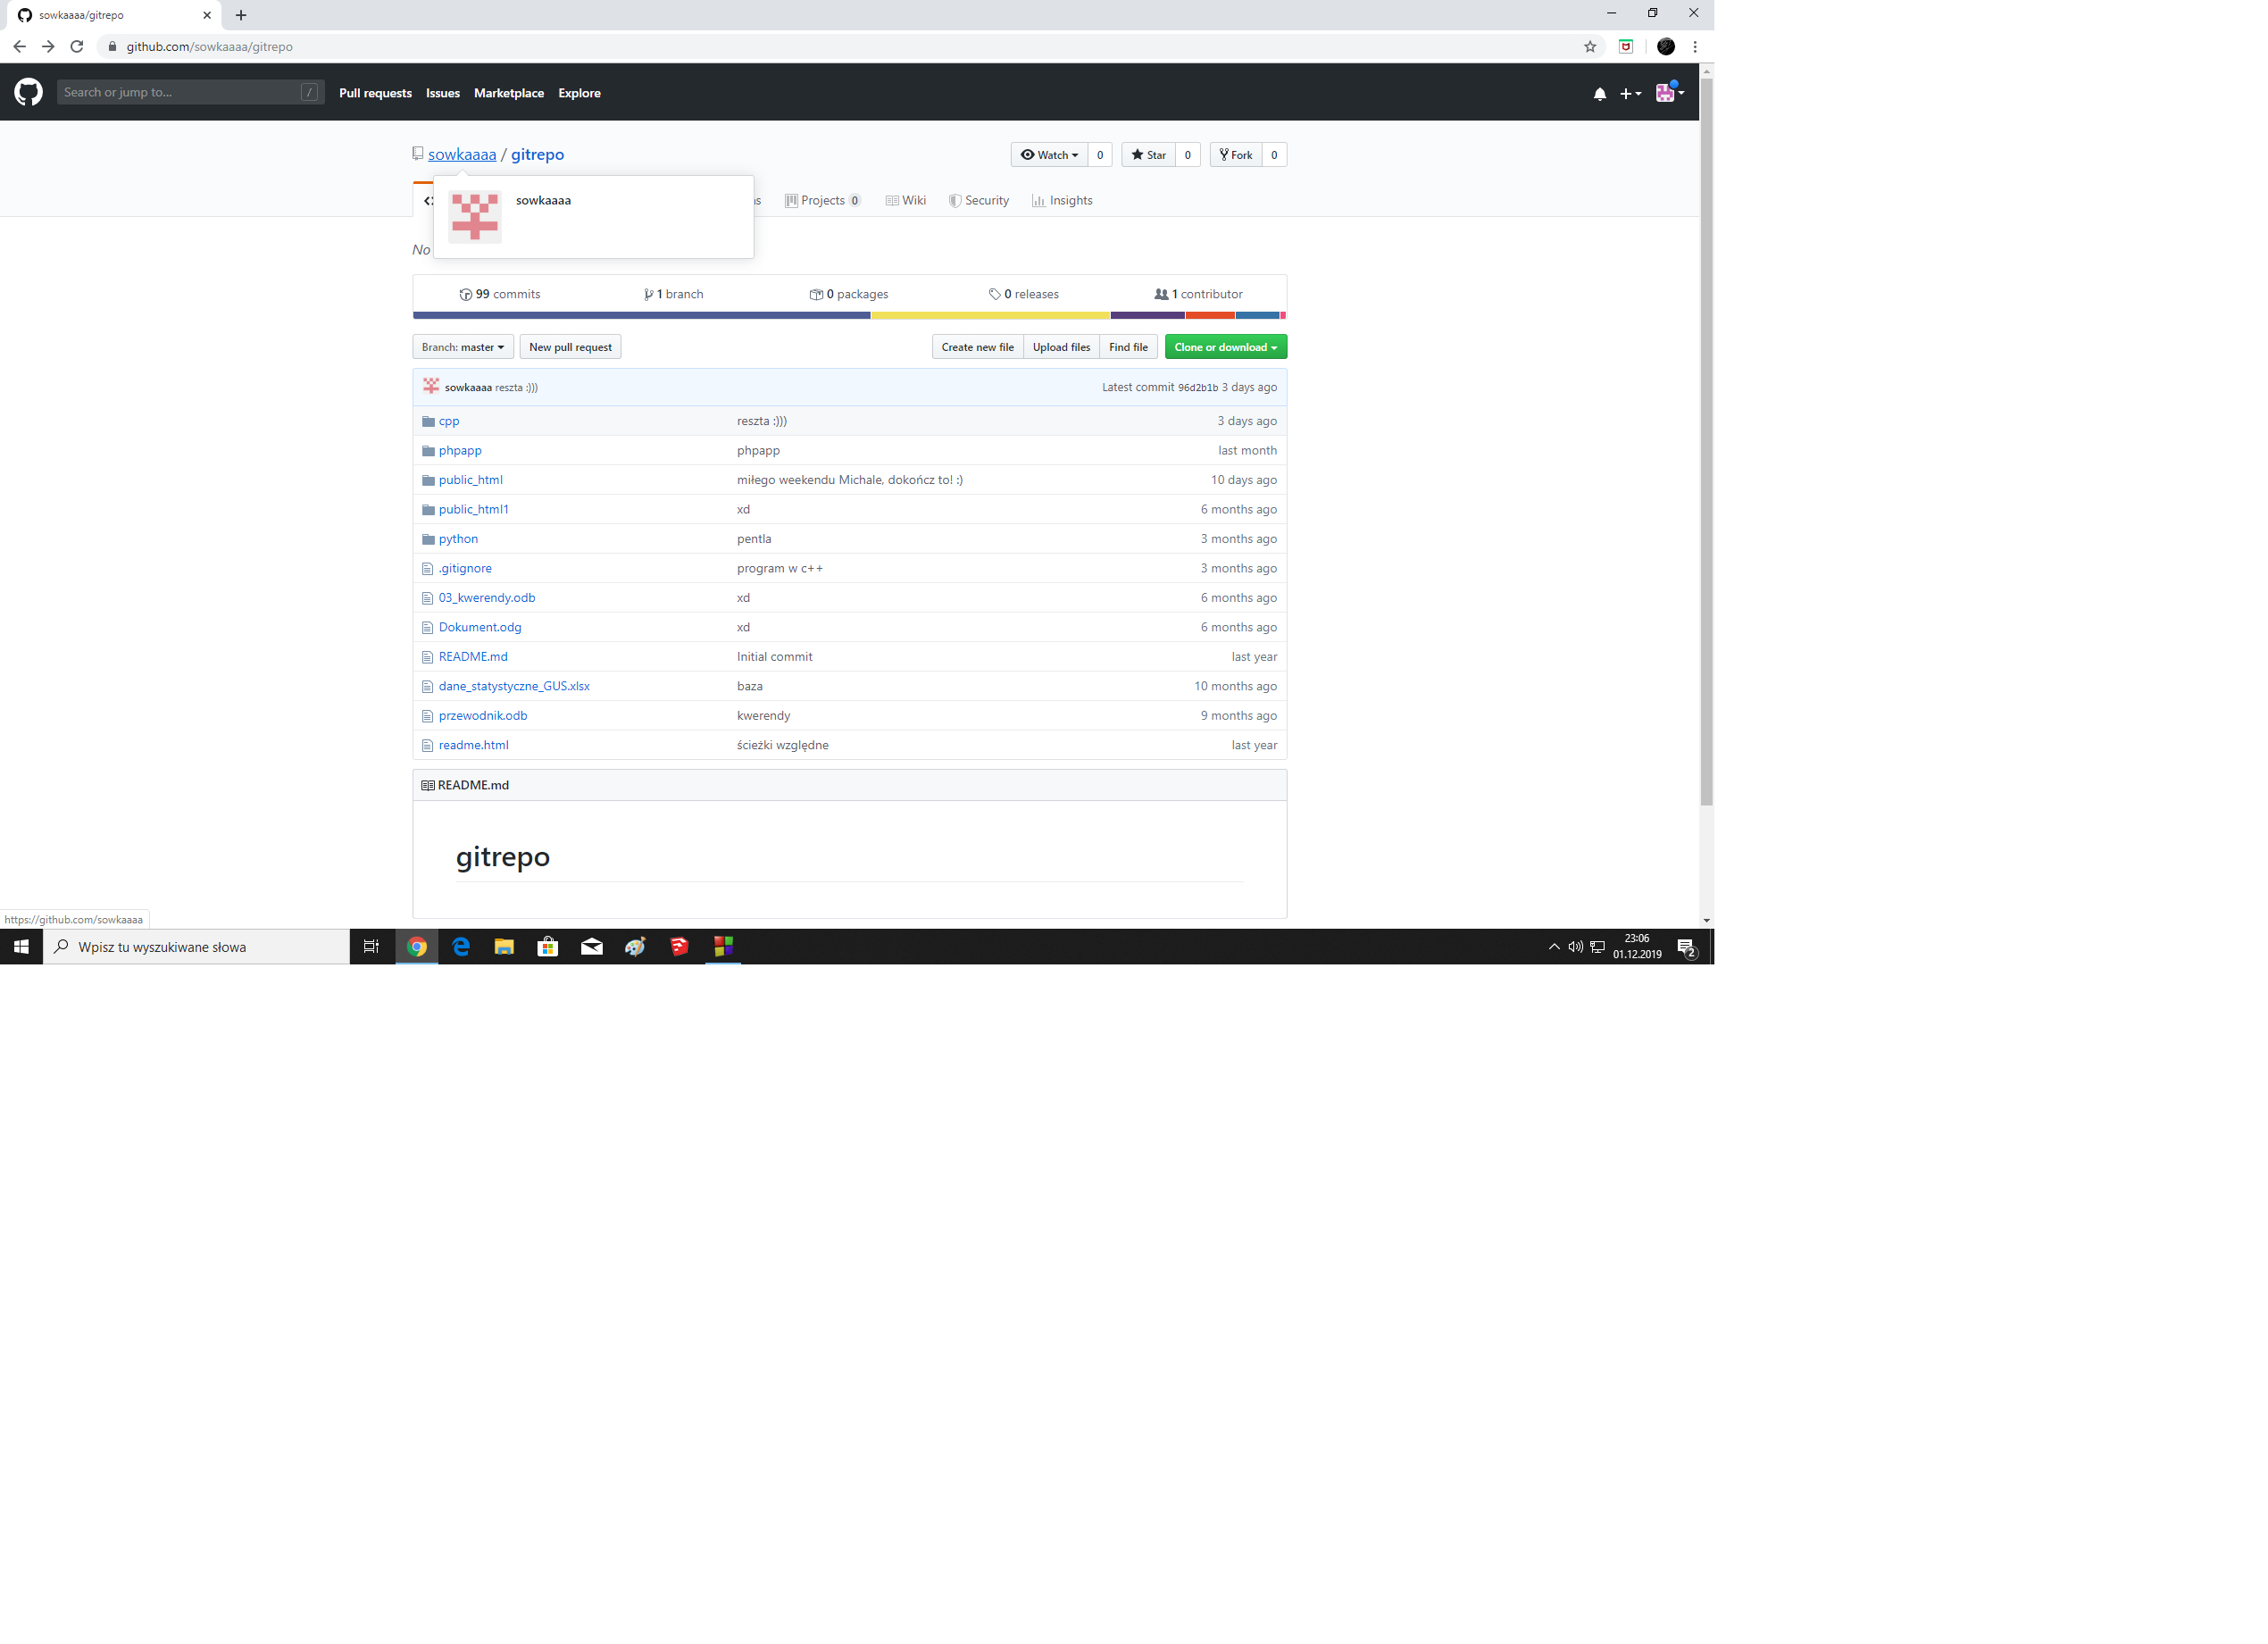 sowkaaaa/gitrepo
github.com/sowkaaaa/gitrepo
Search or jump to... / Pull requests Issues Marketplace Explore
sowkaaaa / gitrepo Watch 0 Star 0 Fork 0
Projects 0 Wiki Security Insights
sowkaaaa
No
99 commits 1 branch 0 packages 0 releases 1 contributor
Branch: master New pull request Create new file Upload files Find file Clone or download
sowkaaaa reszta :))) Latest commit 96d2b1b 3 days ago
cpp reszta :))) 3 days ago
phpapp phpapp last month
public_html miłego weekendu Michale, dokończ to! :) 10 days ago
public_html1 xd 6 months ago
python pentla 3 months ago
.gitignore program w c++ 3 months ago
03_kwerendy.odb xd 6 months ago
Dokument.odg xd 6 months ago
README.md Initial commit last year
dane_statystyczne_GUS.xlsx baza 10 months ago
przewodnik.odb kwerendy 9 months ago
readme.html ścieżki względne last year
README.md
gitrepo
https://github.com/sowkaaaa
Wpisz tu wyszukiwane słowa
23:06
01.12.2019
2